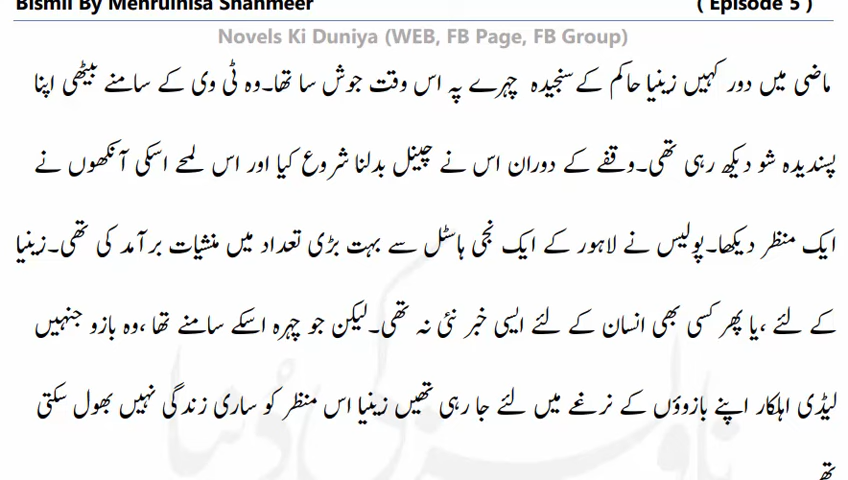 Bismil By Mehrulnisa Shahmeer ( Episode 5 )
Novels Ki Duniya (WEB, FB Page, FB Group)
ماضی میں دور کہیں زینیا حاکم کے سنجیدہ چہرے پہ اس وقت جوش سا تھا۔وہ ٹی وی کے سامنے بیٹھی اپنا
پسندیدہ شو دیکھ رہی تھی۔وقفے کے دوران اس نے چینل بدلنا شروع کیا اور اس لمحے اسکی آنکھوں نے
ایک منظر دیکھا۔پولیس نے لاہور کے ایک نجی ہاسٹل سے بہت بڑی تعداد میں منشیات برآمد کی تھی۔زینیا
کے لئے ،یا پھر کسی بھی انسان کے لئے ایسی خبر نئی نہ تھی۔لیکن جو چہرہ اسکے سامنے تھا ،وہ بازو جنہیں
لیڈی اہلکار اپنے بازوؤں کے نرغے میں لئے جا رہی تھیں زینیا اس منظر کو ساری زندگی نہیں بھول سکتی
ناولز کی دُنیا